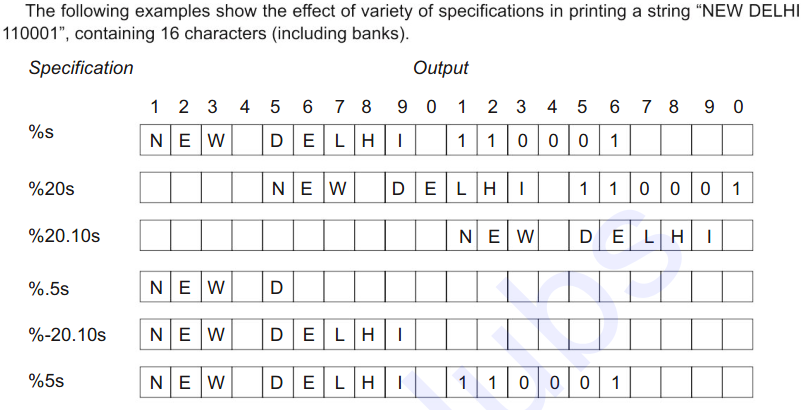 The following examples show the effect of variety of specifications in printing a string “NEW DELHI
110001”, containing 16 characters (including banks).
Specification Output
1 2 3 4 5 6 7 8 9 0 1 2 3 4 5 6 7 8 9 0
%s N E W D E L H I 1 1 0 0 0 1
%20s N E W D E L H I 1 1 0 0 0 1
%20.10s N E W D E L H I
%.5s N E W D
%-20.10s N E W D E L H I
%5s N E W D E L H I 1 1 0 0 0 1
ubs